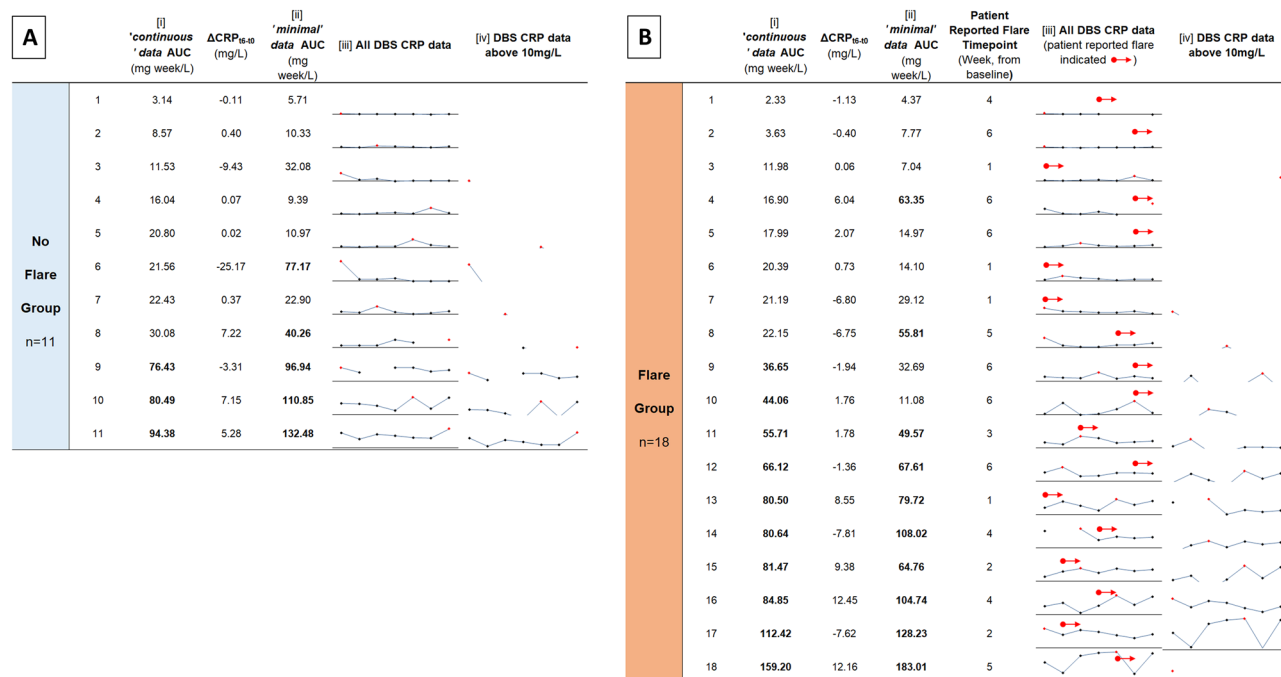 A
[i] 'continuous ' data AUC (mg week/L)
ΔCRPt6-t0 (mg/L)
[ii] 'minimal' data AUC (mg week/L)
[iii] All DBS CRP data
[iv] DBS CRP data above 10mg/L
No Flare Group n=11
1 3.14 -0.11 5.71
2 8.57 0.40 10.33
3 11.53 -9.43 32.08
4 16.04 0.07 9.39
5 20.80 0.02 10.97
6 21.56 -25.17 77.17
7 22.43 0.37 22.90
8 30.08 7.22 40.26
9 76.43 -3.31 96.94
10 80.49 7.15 110.85
11 94.38 5.28 132.48
B
[i] 'continuous ' data AUC (mg week/L)
ΔCRPt6-t0 (mg/L)
[ii] 'minimal' data AUC (mg week/L)
Patient Reported Flare Timepoint (Week, from baseline)
[iii] All DBS CRP data (patient reported flare indicated )
[iv] DBS CRP data above 10mg/L
Flare Group n=18
1 2.33 -1.13 4.37 4
2 3.63 -0.40 7.77 6
3 11.98 0.06 7.04 1
4 16.90 6.04 63.35 6
5 17.99 2.07 14.97 6
6 20.39 0.73 14.10 1
7 21.19 -6.80 29.12 1
8 22.15 -6.75 55.81 5
9 36.65 -1.94 32.69 6
10 44.06 1.76 11.08 6
11 55.71 1.78 49.57 3
12 66.12 -1.36 67.61 6
13 80.50 8.55 79.72 1
14 80.64 -7.81 108.02 4
15 81.47 9.38 64.76 2
16 84.85 12.45 104.74 4
17 112.42 -7.62 128.23 2
18 159.20 12.16 183.01 5